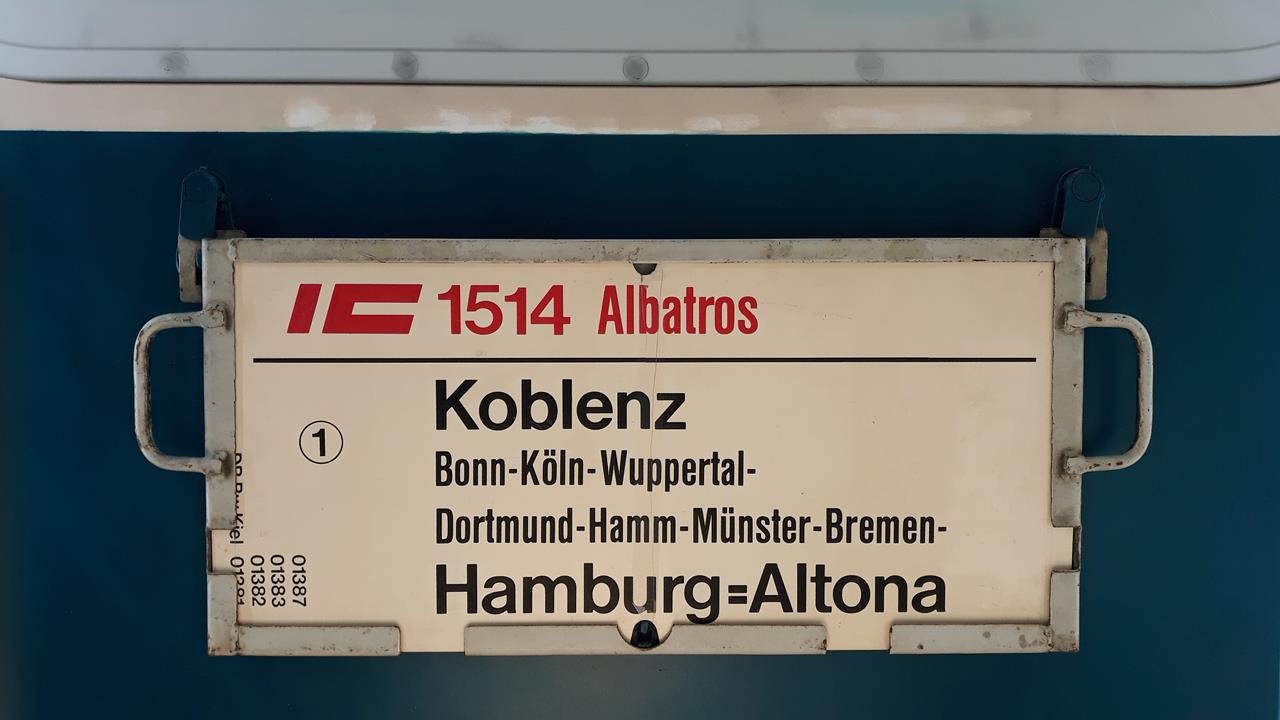 IC 1514 Albatros
Koblenz
①
Bonn-Köln-Wuppertal-
Dortmund-Hamm-Münster-Bremen-
Hamburg=Altona
01387
01383
01382